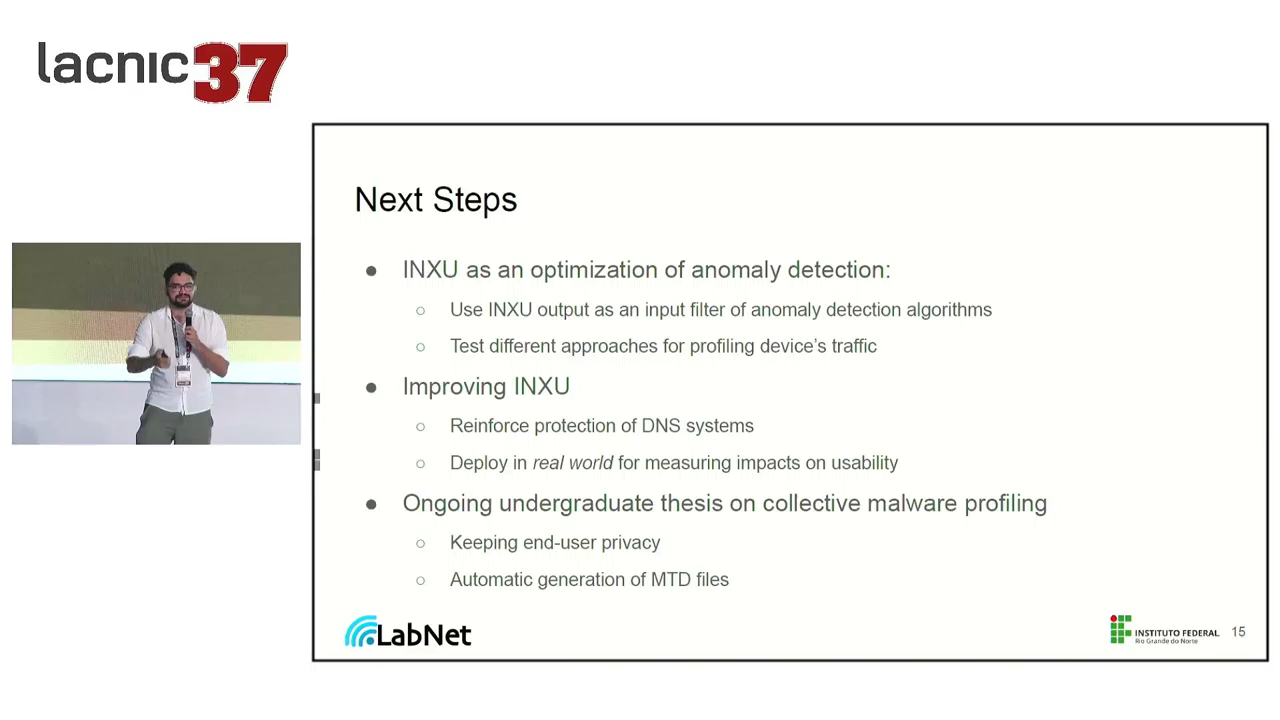 lacnic37
Next Steps
● INXU as an optimization of anomaly detection:
○ Use INXU output as an input filter of anomaly detection algorithms
○ Test different approaches for profiling device's traffic
● Improving INXU
○ Reinforce protection of DNS systems
○ Deploy in real world for measuring impacts on usability
● Ongoing undergraduate thesis on collective malware profiling
○ Keeping end-user privacy
○ Automatic generation of MTD files
LabNet
INSTITUTO FEDERAL
Rio Grande do Norte
15